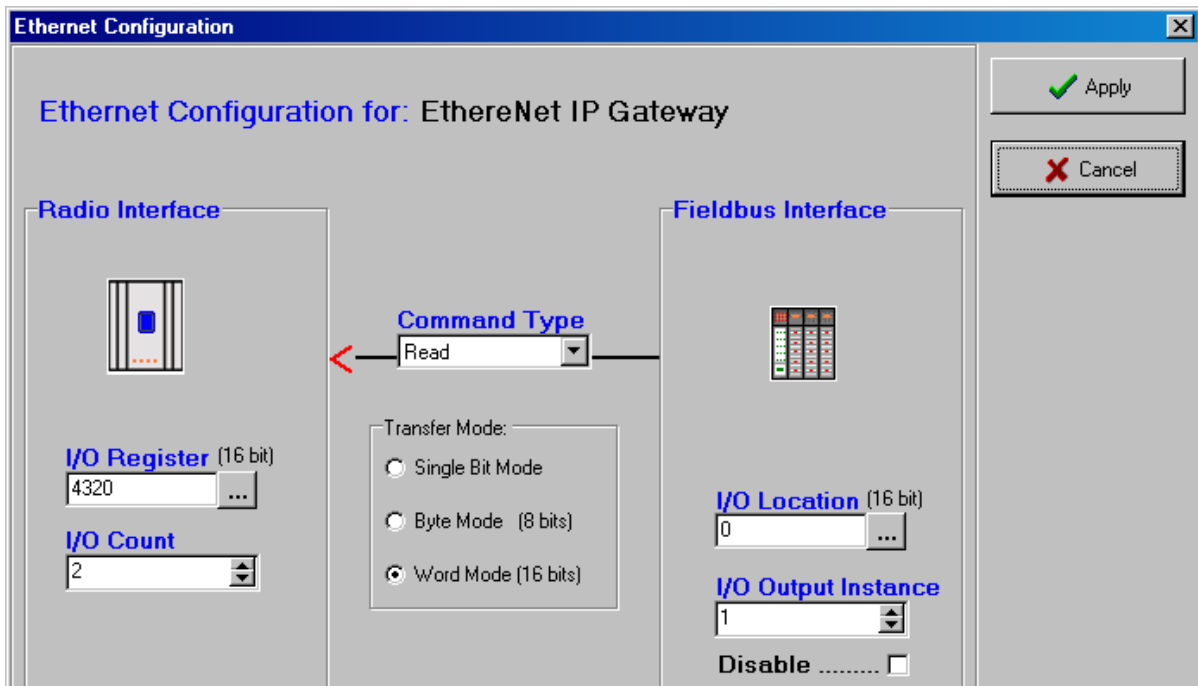 Ethernet Configuration
Ethernet Configuration for: EthereNet IP Gateway
Apply
Cancel
Radio Interface
I/O Register (16 bit)
4320
...
I/O Count
2
Command Type
Read
Transfer Mode:
Single Bit Mode
Byte Mode (8 bits)
Word Mode (16 bits)
Fieldbus Interface
I/O Location (16 bit)
0
...
I/O Output Instance
1
Disable .........